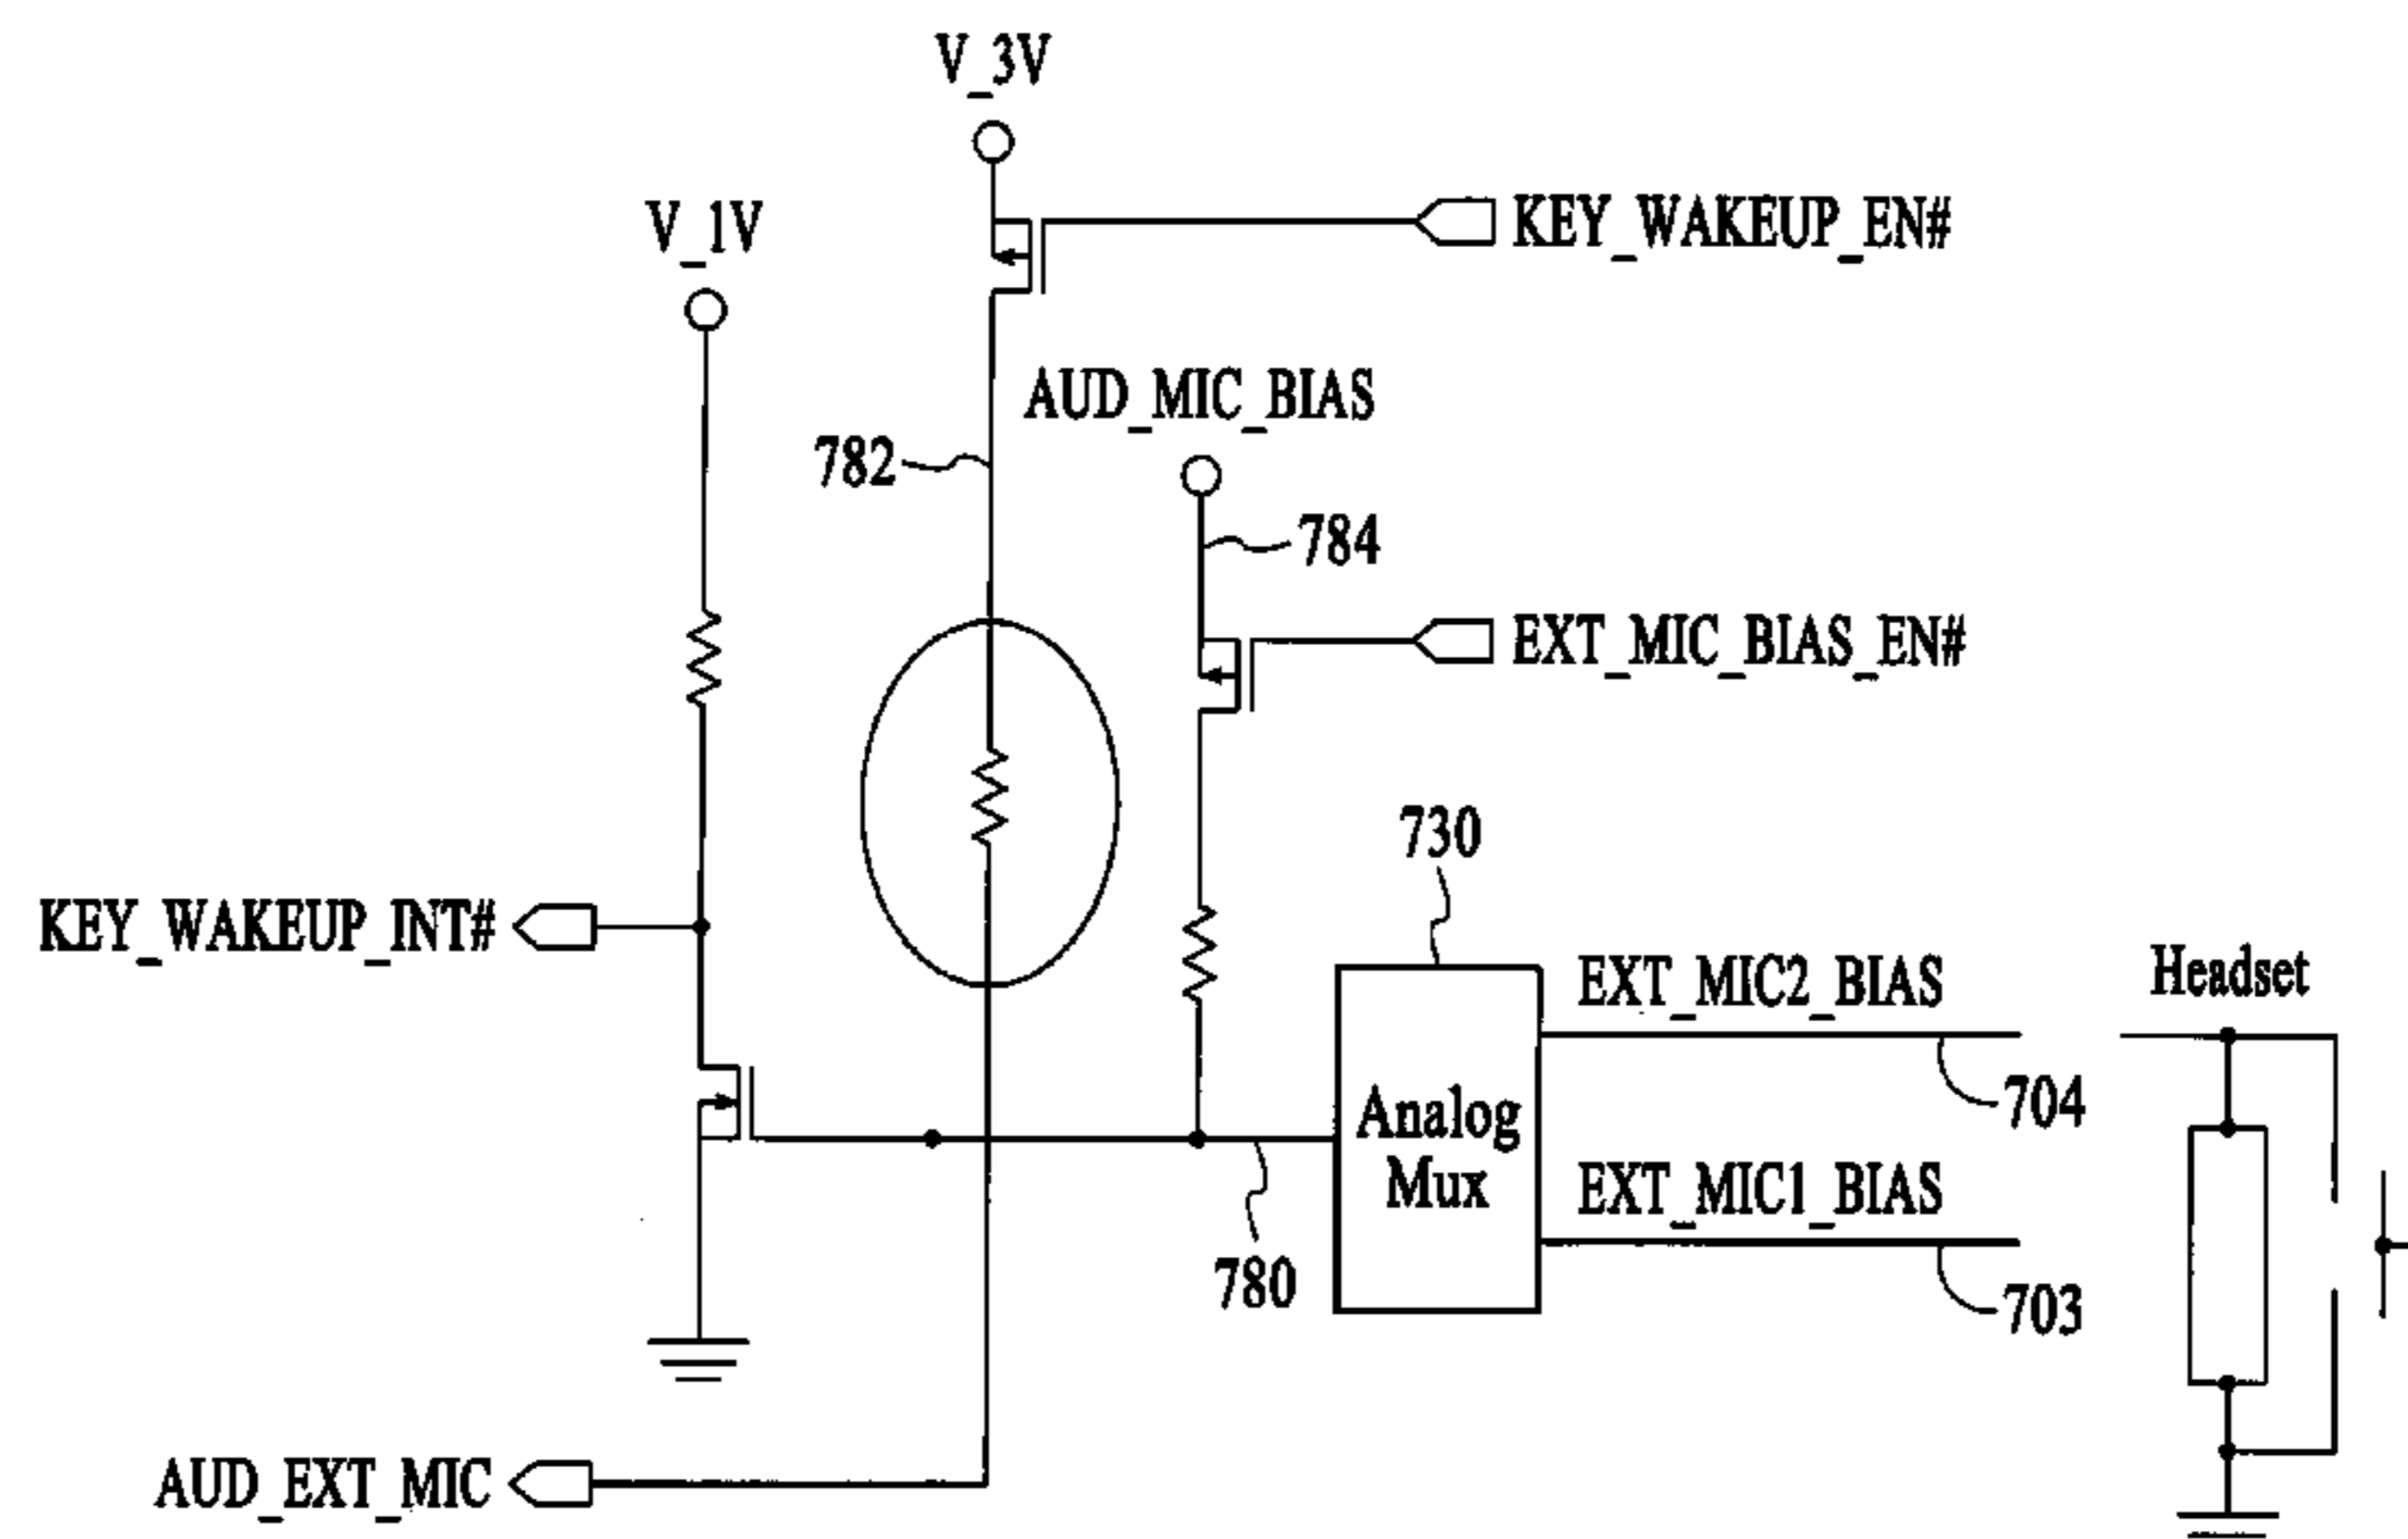 V_3V
KEY_WAKEUP_EN#
V_1V
AUD_MIC_BIAS
782
784
EXT_MIC_BIAS_EN#
730
KEY_WAKEUP_INT#
EXT_MIC2_BIAS
Headset
704
Analog
Mux
EXT_MIC1_BIAS
780
703
AUD_EXT_MIC